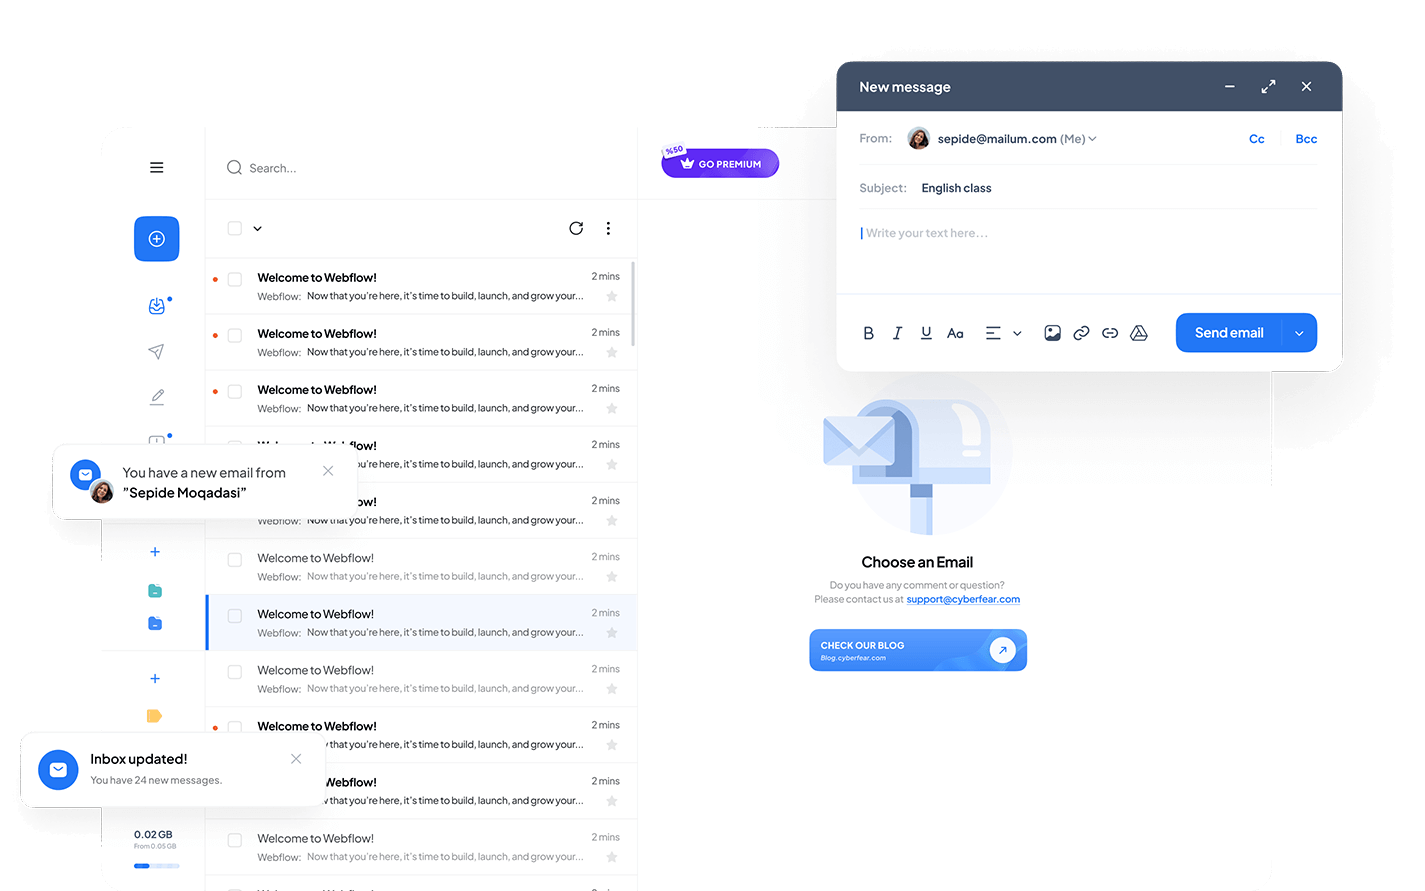 New message
From: sepide@mailum.com (Me)
Cc
Bcc
Subject: English class
Write your text here...
B I U Aa
Send email
Search...
%50
GO PREMIUM
Welcome to Webflow! 2 mins
Webflow: Now that you're here, it's time to build, launch, and grow your...
Welcome to Webflow! 2 mins
Webflow: Now that you're here, it's time to build, launch, and grow your...
Welcome to Webflow! 2 mins
Webflow: Now that you're here, it's time to build, launch, and grow your...
Webflow! 2 mins
you're here, it's time to build, launch, and grow your...
Webflow! 2 mins
Webflow: Now that you're here, it's time to build, launch, and grow your...
Welcome to Webflow! 2 mins
Webflow: Now that you're here, it's time to build, launch, and grow your...
Welcome to Webflow! 2 mins
Webflow: Now that you're here, it's time to build, launch, and grow your...
Welcome to Webflow! 2 mins
Webflow: Now that you're here, it's time to build, launch, and grow your...
Welcome to Webflow! 2 mins
that you're here, it's time to build, launch, and grow your...
Webflow! 2 mins
that you're here, it's time to build, launch, and grow your...
Welcome to Webflow! 2 mins
Webflow: Now that you're here, it's time to build, launch, and grow your...
You have a new email from
”Sepide Moqadasi”
Inbox updated!
You have 24 new messages.
0.02 GB
From 0.05 GB
Choose an Email
Do you have any comment or question?
Please contact us at support@cyberfear.com
CHECK OUR BLOG
Blog.cyberfear.com